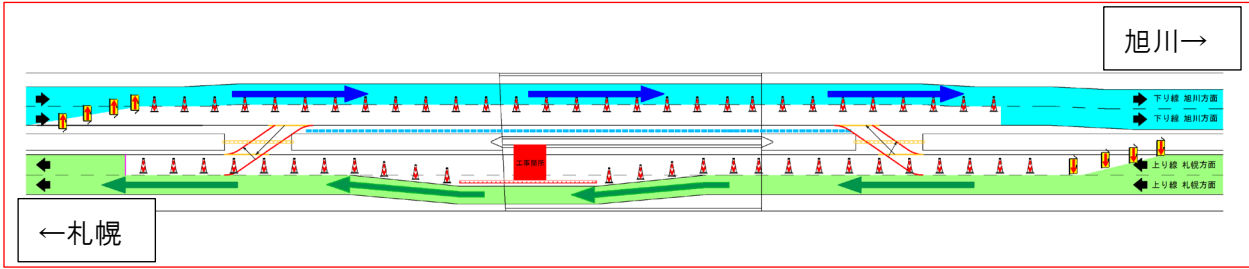 旭川→
下り線 旭川方面
下り線 旭川方面
工事箇所
上り線 札幌方面
上り線 札幌方面
←札幌